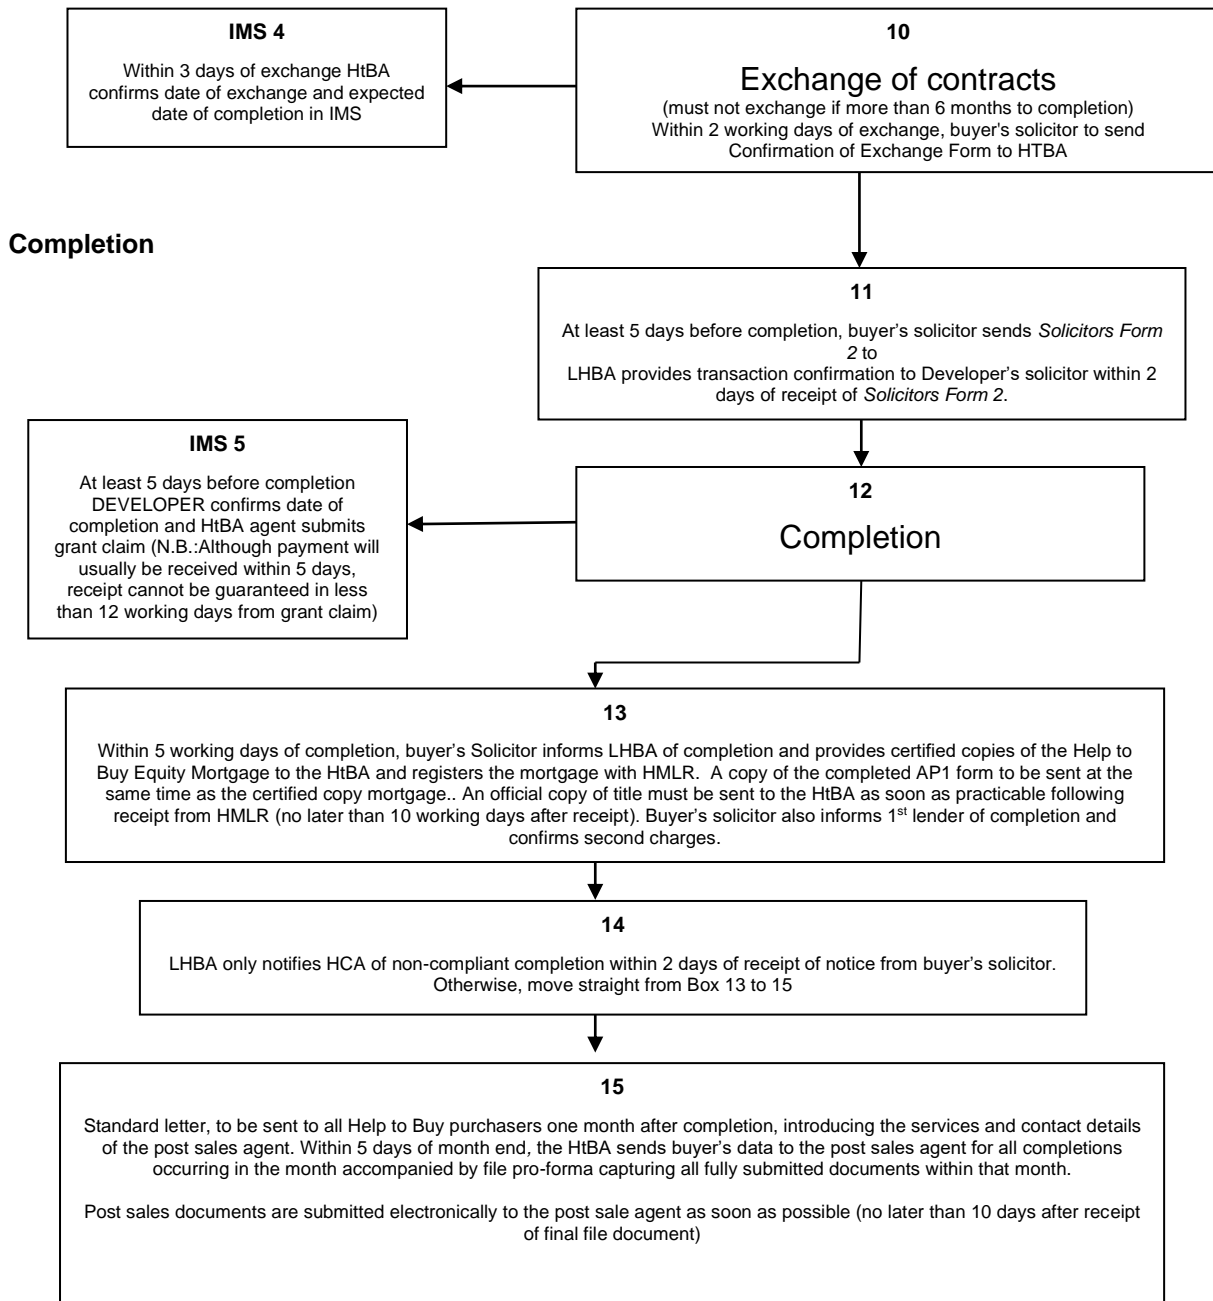 IMS 4
Within 3 days of exchange HtBA
confirms date of exchange and expected
date of completion in IMS
10
Exchange of contracts
(must not exchange if more than 6 months to completion)
Within 2 working days of exchange, buyer's solicitor to send
Confirmation of Exchange Form to HTBA
Completion
11
At least 5 days before completion, buyer’s solicitor sends Solicitors Form
2 to
LHBA provides transaction confirmation to Developer’s solicitor within 2
days of receipt of Solicitors Form 2.
IMS 5
At least 5 days before completion
DEVELOPER confirms date of
completion and HtBA agent submits
grant claim (N.B.:Although payment will
usually be received within 5 days,
receipt cannot be guaranteed in less
than 12 working days from grant claim)
12
Completion
13
Within 5 working days of completion, buyer’s Solicitor informs LHBA of completion and provides certified copies of the Help to
Buy Equity Mortgage to the HtBA and registers the mortgage with HMLR. A copy of the completed AP1 form to be sent at the
same time as the certified copy mortgage.. An official copy of title must be sent to the HtBA as soon as practicable following
receipt from HMLR (no later than 10 working days after receipt). Buyer’s solicitor also informs 1st lender of completion and
confirms second charges.
14
LHBA only notifies HCA of non-compliant completion within 2 days of receipt of notice from buyer’s solicitor.
Otherwise, move straight from Box 13 to 15
15
Standard letter, to be sent to all Help to Buy purchasers one month after completion, introducing the services and contact details
of the post sales agent. Within 5 days of month end, the HtBA sends buyer’s data to the post sales agent for all completions
occurring in the month accompanied by file pro-forma capturing all fully submitted documents within that month.
Post sales documents are submitted electronically to the post sale agent as soon as possible (no later than 10 days after receipt
of final file document)